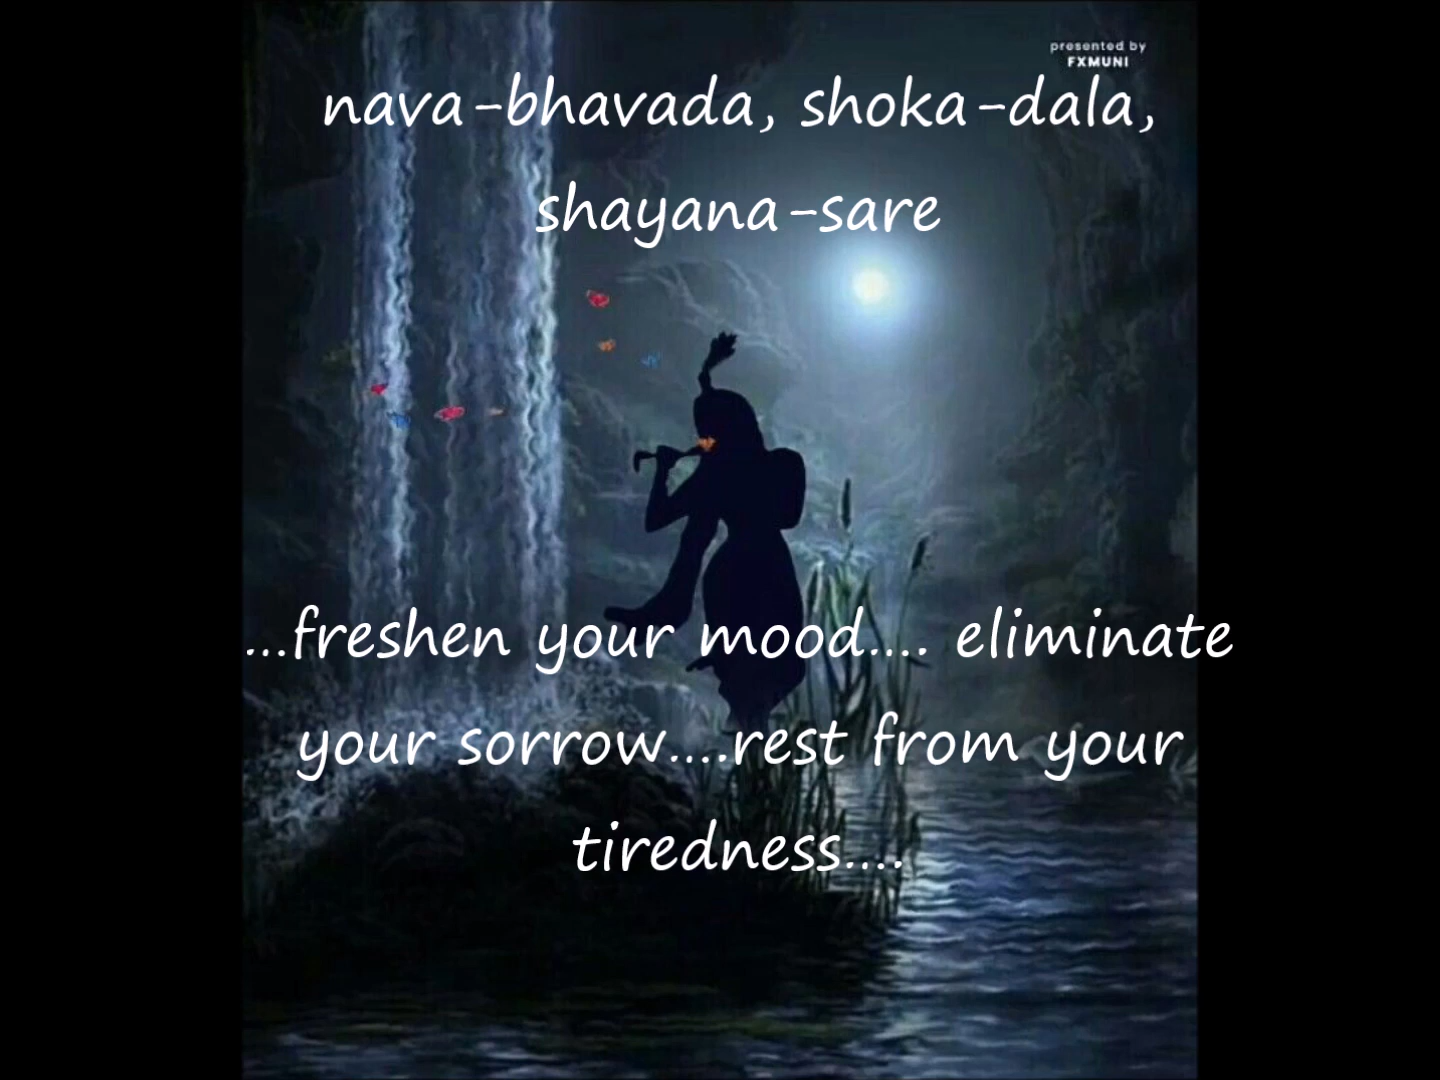 presented by
FXMUNI
nava-bhavada, shoka-dala,
shayana-sare
...freshen your mood.... eliminate
your sorrow....rest from your
tiredness....